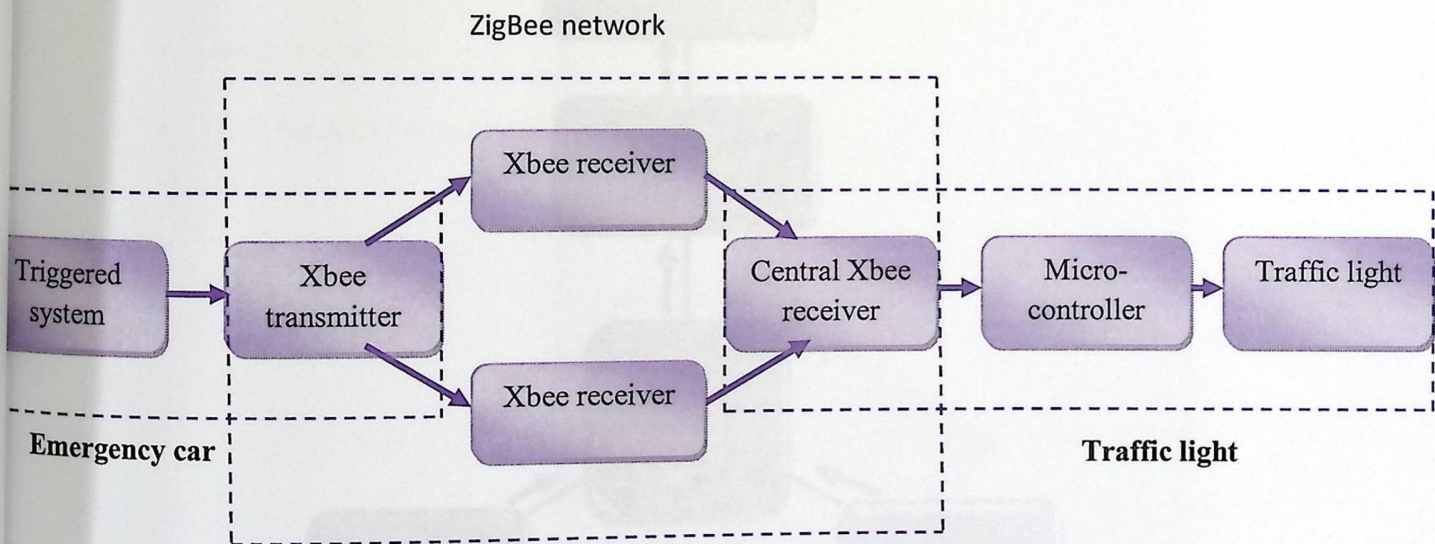 ZigBee network
Xbee receiver
Triggered
system
Xbee
transmitter
Central Xbee
receiver
Micro-
controller
Traffic light
Xbee receiver
Emergency car
Traffic light